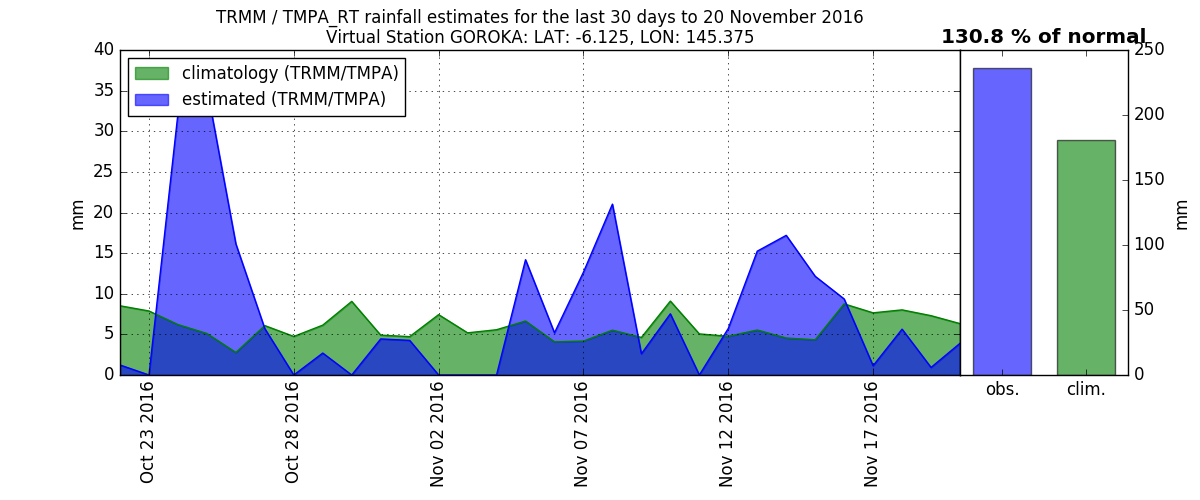 TRMM / TMPA_RT rainfall estimates for the last 30 days to 20 November 2016
Virtual Station GOROKA: LAT: -6.125, LON: 145.375
130.8 % of normal
climatology (TRMM/TMPA)
estimated (TRMM/TMPA)
40
35
30
25
20
15
10
5
0
mm
Oct 23 2016
Oct 28 2016
Nov 02 2016
Nov 07 2016
Nov 12 2016
Nov 17 2016
250
200
150
100
50
0
mm
obs.
clim.